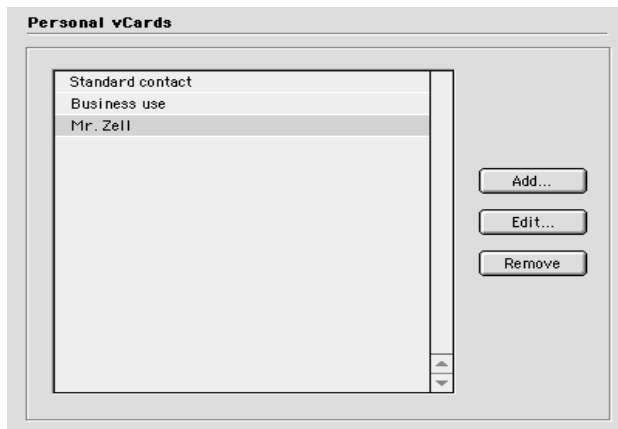 Personal vCards
Standard contact
Business use
Mr. Zell
Add...
Edit...
Remove